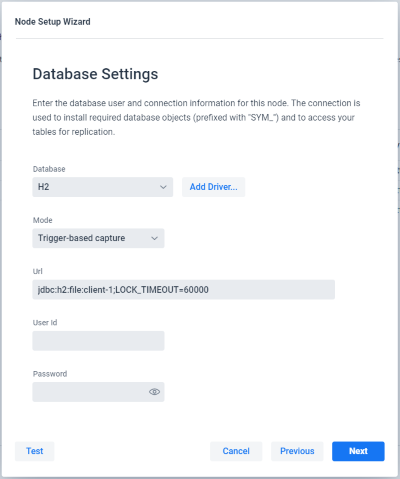 Node Setup Wizard
Database Settings
Enter the database user and connection information for this node. The connection is
used to install required database objects (prefixed with "SYM_") and to access your
tables for replication.
Database
H2
Add Driver...
Mode
Trigger-based capture
Url
jdbc:h2:file:client-1;LOCK_TIMEOUT=60000
User Id
Password
Test
Cancel
Previous
Next